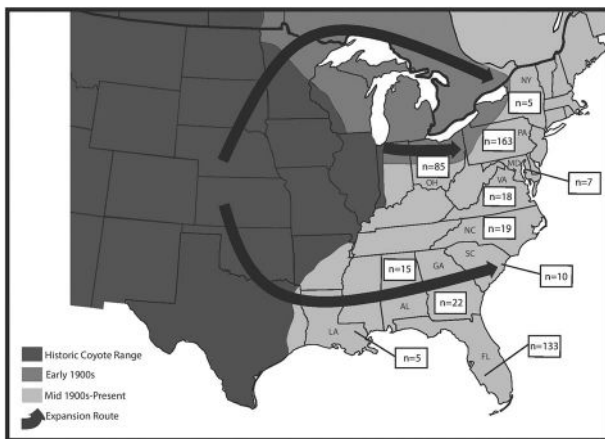 NY
n=5
PA
n=163
n=85
OH
MD
n=7
VA
n=18
NC
n=19
SC
n=15
GA
n=10
n=22
AL
LA
n=5
FL
n=133
Historic Coyote Range
Early 1900s
Mid 1900s-Present
Expansion Route